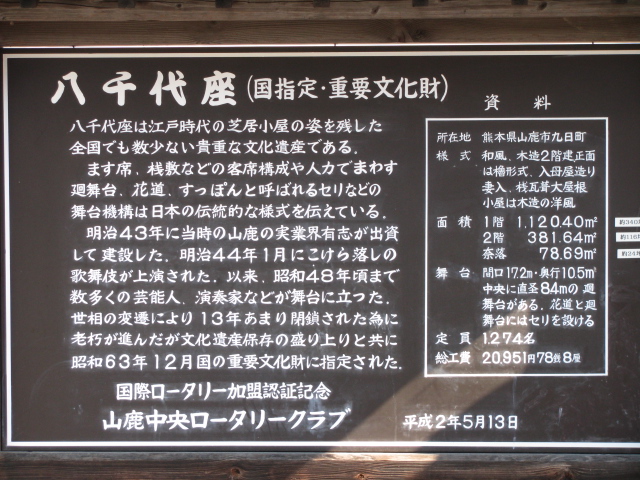 八千代座(国指定・重要文化財)
八千代座は江戸時代の芝居小屋の姿を残した
全国でも数少ない貴重な文化遺産である.
ます席、桟敷などの客席構成や人力でまわす
廻舞台、花道、すっぽんと呼ばれるセリなどの
舞台機構は日本の伝統的な様式を伝えている.
明治43年に当時の山鹿の実業界有志が出資
して建設した.明治44年1月にこけら落しの
歌舞伎が上演された.以来、昭和48年頃まで
数多くの芸能人、演奏家などが舞台に立った.
世相の変遷により13年あまり閉鎖された為に
老朽が進んだが文化遺産保存の盛り上りと共に
昭和63年12月国の重要文化財に指定された.
国際ロータリー加盟認証記念
山鹿中央ロータリークラブ
平成2年5月13日
資料
所在地 熊本県山鹿市九日町
様式 和風、木造2階建正面
は櫓形式、入母屋造り
妻入、桟瓦葺大屋根
小屋は木造の洋風
面積 1階 1,120.40㎡
2階 381.64㎡
奈落 78.69㎡
舞台 間口17.2m・奥行10.5m
中央に直径8.4mの廻
舞台がある.花道と廻
舞台にはセリを設ける
定員 1,274名
総工費 20,951円78銭8厘
約340